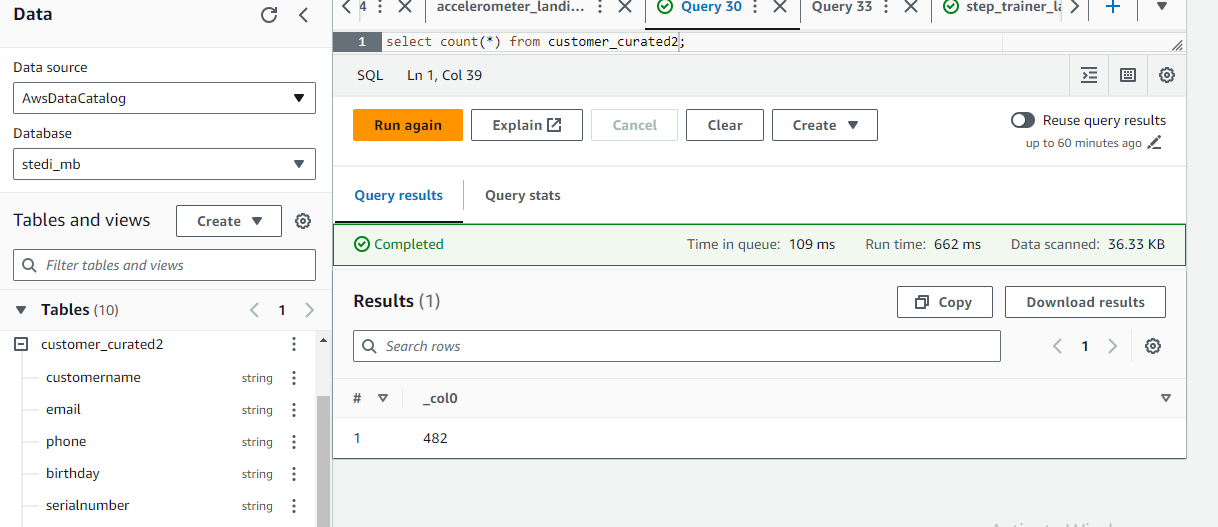 Data
4
accelerometer_landi...
Query 30
Query 33
step_trainer_la
1 select count(*) from customer_curated2;
SQL Ln 1, Col 39
Data source
AwsDataCatalog
Database
stedi_mb
Run again
Explain
Cancel
Clear
Create
Reuse query results
up to 60 minutes ago
Query results
Query stats
Tables and views
Create
Filter tables and views
Completed
Time in queue: 109 ms
Run time: 662 ms
Data scanned: 36.33 KB
Tables (10)
1
customer_curated2
customername string
email string
phone string
birthday string
serialnumber string
Results (1)
Copy
Download results
Search rows
1
# _col0
1 482